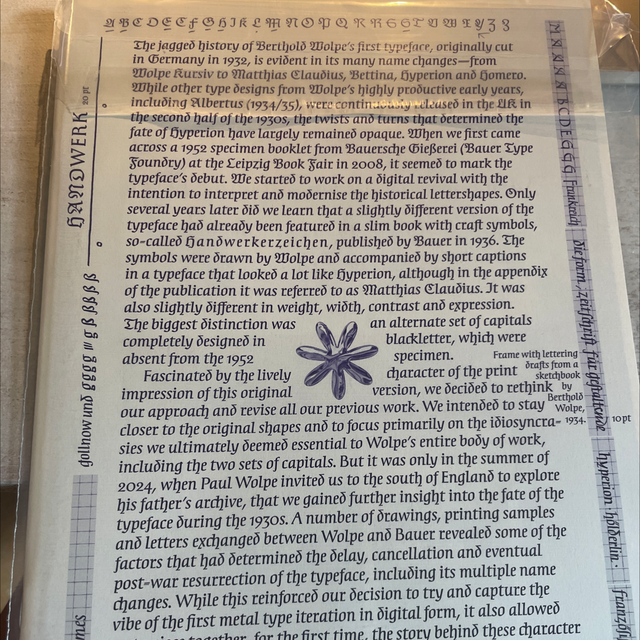 A B C D E E F G H I K L M N O P Q R R S S T U V W X Y Z 3
The jagged history of Berthold Wolpe's first typeface, originally cut
in Germany in 1932, is evident in its many name changes—from
Wolpe Kursiv to Matthias Claudius, Bettina, Hyperion and Homero.
While other type designs from Wolpe's highly productive early years,
including Albertus (1934/35), were continuously released in the UK in
the second half of the 1930s, the twists and turns that determined the
fate of Hyperion have largely remained opaque. When we first came
across a 1952 specimen booklet from Bauersche Gießerei (Bauer Type
Foundry) at the Leipzig Book Fair in 2008, it seemed to mark the
typeface's debut. We started to work on a digital revival with the
intention to interpret and modernise the historical lettershapes. Only
several years later did we learn that a slightly different version of the
typeface had already been featured in a slim book with craft symbols,
so-called Handwerkerzeichen, published by Bauer in 1936. The
symbols were drawn by Wolpe and accompanied by short captions
in a typeface that looked a lot like Hyperion, although in the appendix
of the publication it was referred to as Matthias Claudius. It was
also slightly different in weight, width, contrast and expression.
The biggest distinction was an alternate set of capitals
completely designed in blackletter, which were
absent from the 1952 specimen.
Fascinated by the lively character of the print
impression of this original version, we decided to rethink
our approach and revise all our previous work. We intended to stay
closer to the original shapes and to focus primarily on the idiosyncra-
sies we ultimately deemed essential to Wolpe's entire body of work,
including the two sets of capitals. But it was only in the summer of
2024, when Paul Wolpe invited us to the south of England to explore
his father's archive, that we gained further insight into the fate of the
typeface during the 1930s. A number of drawings, printing samples
and letters exchanged between Wolpe and Bauer revealed some of the
factors that had determined the delay, cancellation and eventual
post-war resurrection of the typeface, including its multiple name
changes. While this reinforced our decision to try and capture the
vibe of the first metal type iteration in digital form, it also allowed
together, for the first time, the story behind these character
Frame with lettering
drafts from a
sketchbook
by
Berthold
Wolpe,
1934.
HANDWERK
20 pt
gollnow und gggg
ß ß ß ß ß
Frankreich
die form. zeitschrift für gestaltende
10 pt
hyperion · hölderlin ·